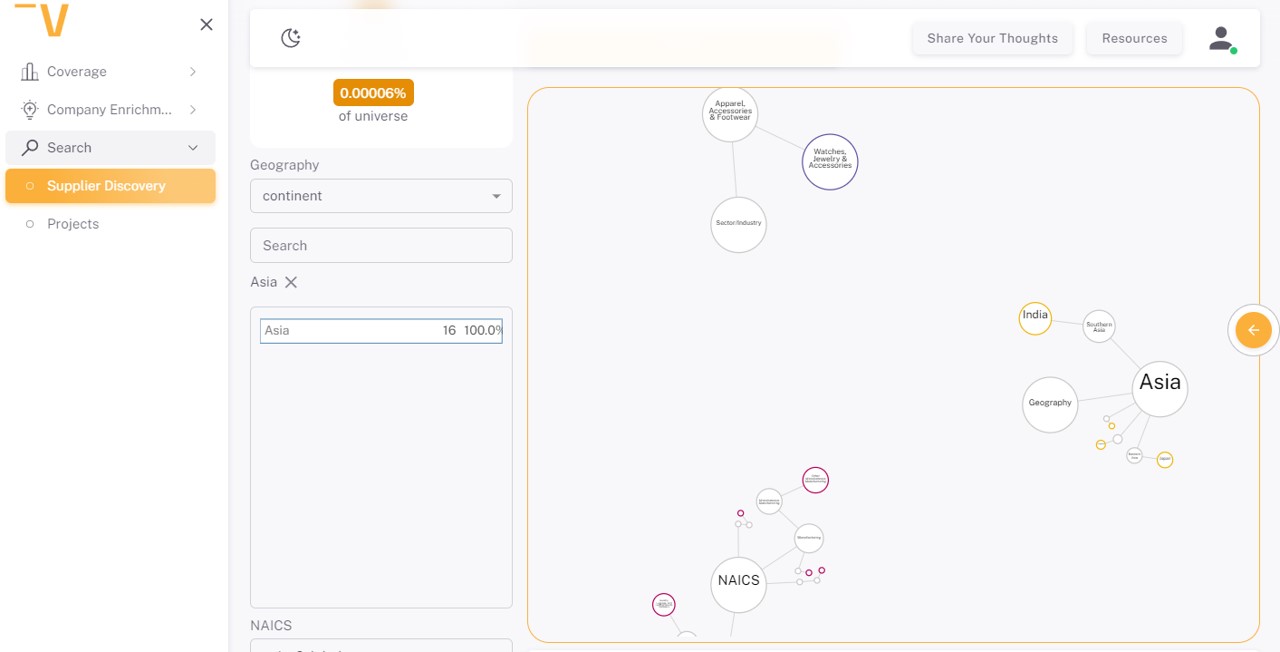 Share Your Thoughts
Resources
Coverage
Company Enrichm...
Search
Supplier Discovery
Projects
0.00006%
of universe
Geography
continent
Search
Asia
Asia 16 100.0%
NAICS
Apparel,
Accessories
& Footwear
Watches,
Jewelry &
Accessories
Sector/Industry
India
Southern
Asia
Asia
Geography
Manufacturing
NAICS